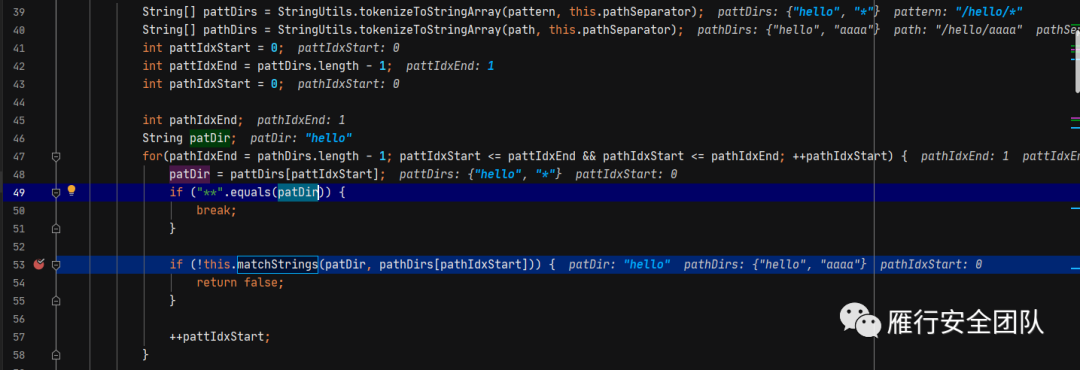 39 String[] pattDirs = StringUtils.tokenizeToStringArray(pattern, this.pathSeparator); pattDirs: {"hello", "*"} pattern: "/hello/*"
40 String[] pathDirs = StringUtils.tokenizeToStringArray(path, this.pathSeparator); pathDirs: {"hello", "aaaa"} path: "/hello/aaaa" pathSe
41 int pattIdxStart = 0; pattIdxStart: 0
42 int pattIdxEnd = pattDirs.length - 1; pattIdxEnd: 1
43 int pathIdxStart = 0; pathIdxStart: 0
44
45 int pathIdxEnd; pathIdxEnd: 1
46 String patDir; patDir: "hello"
47 for(pathIdxEnd = pathDirs.length - 1; pattIdxStart <= pattIdxEnd && pathIdxStart <= pathIdxEnd; ++pathIdxStart) { pathIdxEnd: 1 pattIdxEn
48 patDir = pattDirs[pattIdxStart]; pattDirs: {"hello", "*"} pattIdxStart: 0
49 if ("**".equals(patDir)) {
50 break;
51 }
52
53 if (!this.matchStrings(patDir, pathDirs[pathIdxStart])) { patDir: "hello" pathDirs: {"hello", "aaaa"} pathIdxStart: 0
54 return false;
55 }
56
57 ++pattIdxStart;
58 }
雁行安全团队